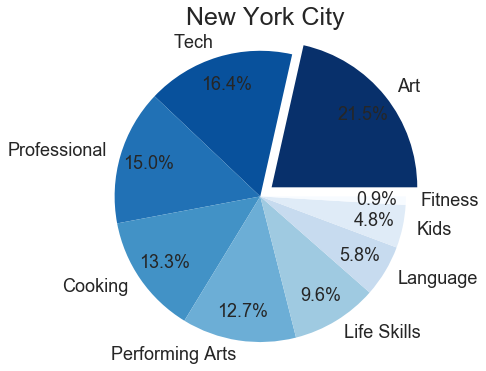 New York City
Tech
16.4%
Art
21.5%
Professional
15.0%
0.9%
Fitness
4.8%
Kids
Cooking
13.3%
5.8%
Language
12.7%
Performing Arts
9.6%
Life Skills